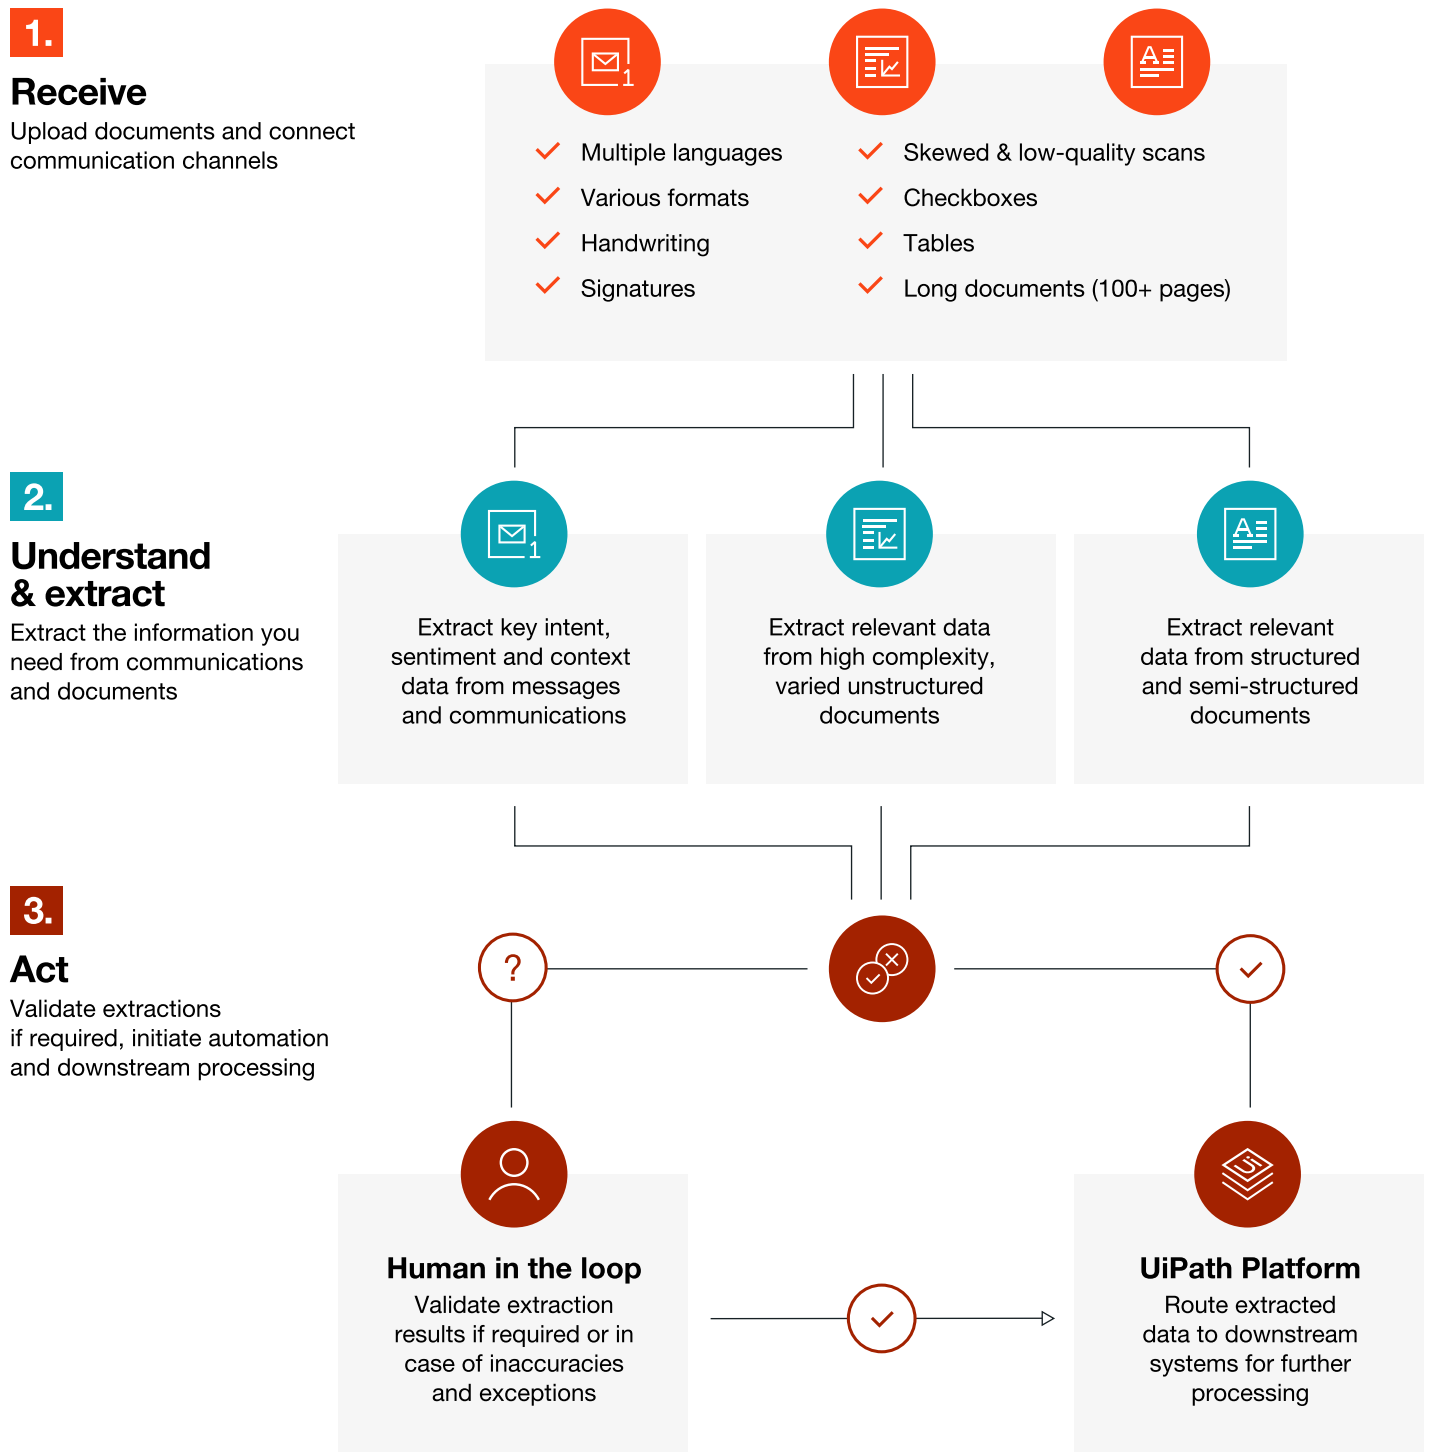 1.
Receive
Upload documents and connect
communication channels
1
A
Multiple languages
Various formats
Handwriting
Signatures
Skewed & low-quality scans
Checkboxes
Tables
Long documents (100+ pages)
2.
Understand
& extract
Extract the information you
need from communications
and documents
1
A
Extract key intent,
sentiment and context
data from messages
and communications
Extract relevant data
from high complexity,
varied unstructured
documents
Extract relevant
data from structured
and semi-structured
documents
3.
Act
Validate extractions
if required, initiate automation
and downstream processing
?
Human in the loop
Validate extraction
results if required or in
case of inaccuracies
and exceptions
Ui
UiPath Platform
Route extracted
data to downstream
systems for further
processing